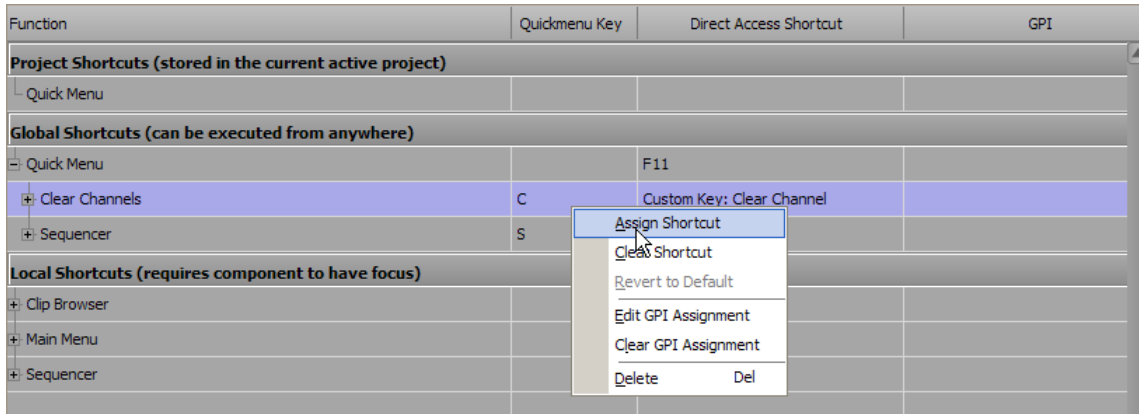 Function Quickmenu Key Direct Access Shortcut GPI
Project Shortcuts (stored in the current active project)
Quick Menu
Global Shortcuts (can be executed from anywhere)
Quick Menu F11
Clear Channels C Custom Key: Clear Channel
Sequencer S
Assign Shortcut
Clear Shortcut
Revert to Default
Edit GPI Assignment
Clear GPI Assignment
Delete Del
Local Shortcuts (requires component to have focus)
Clip Browser
Main Menu
Sequencer